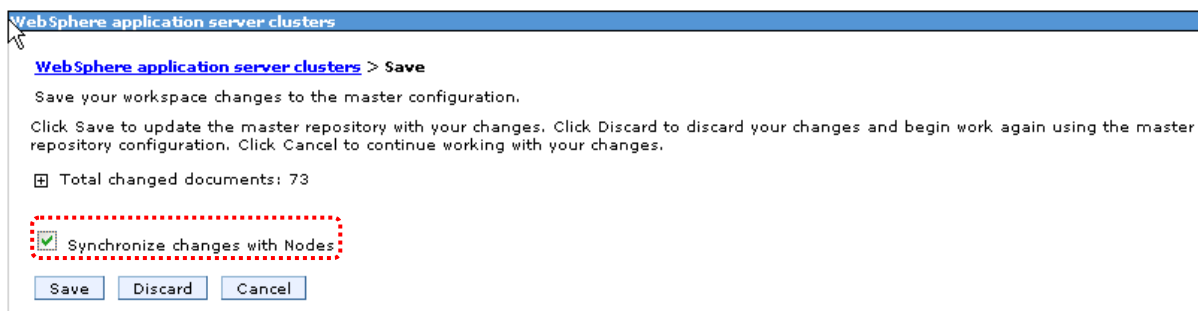 WebSphere application server clusters
WebSphere application server clusters > Save
Save your workspace changes to the master configuration.
Click Save to update the master repository with your changes. Click Discard to discard your changes and begin work again using the master
repository configuration. Click Cancel to continue working with your changes.
Total changed documents: 73
Synchronize changes with Nodes
Save Discard Cancel